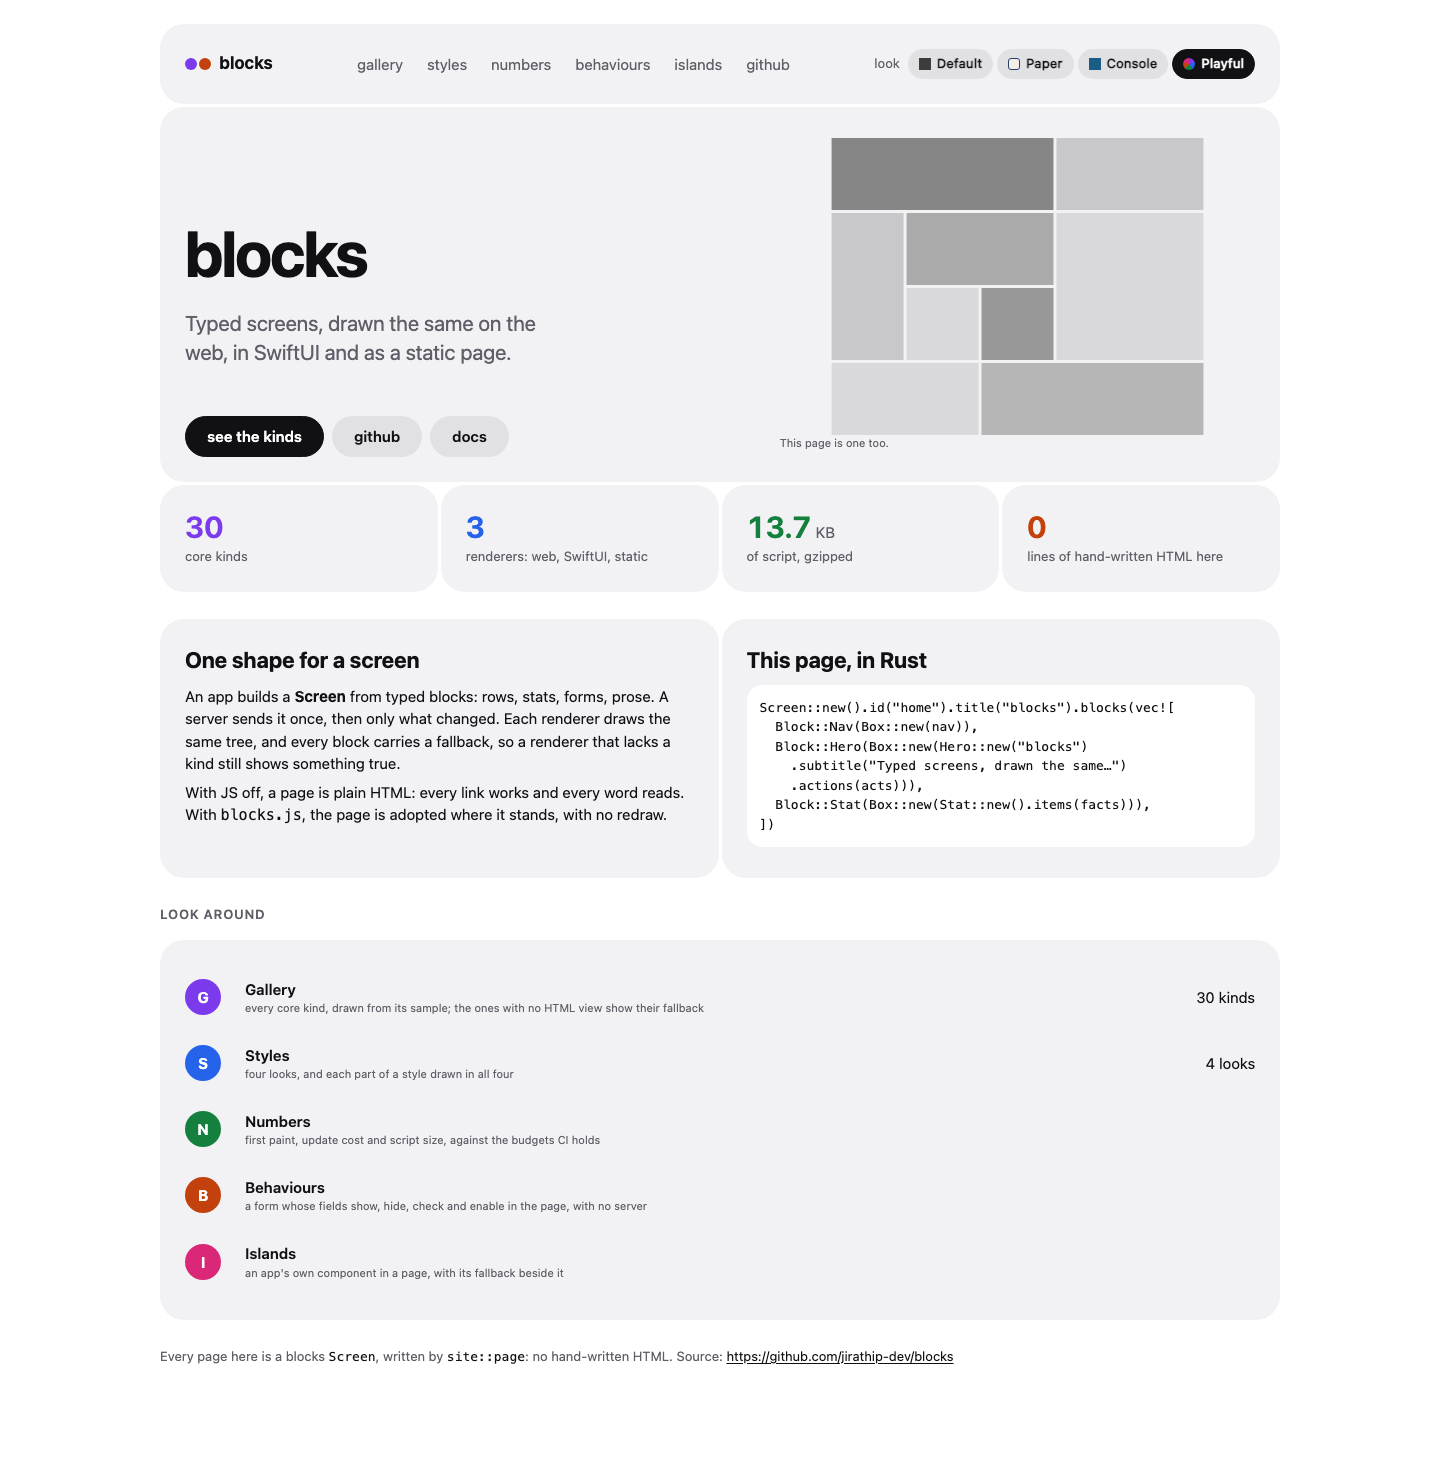 blocks
gallery styles numbers behaviours islands github
look Default Paper Console Playful
blocks
Typed screens, drawn the same on the
web, in SwiftUI and as a static page.
see the kinds github docs
This page is one too.
30
core kinds
3
renderers: web, SwiftUI, static
13.7 KB
of script, gzipped
0
lines of hand-written HTML here
One shape for a screen
An app builds a Screen from typed blocks: rows, stats, forms, prose. A
server sends it once, then only what changed. Each renderer draws the
same tree, and every block carries a fallback, so a renderer that lacks a
kind still shows something true.
With JS off, a page is plain HTML: every link works and every word reads.
With blocks.js, the page is adopted where it stands, with no redraw.
This page, in Rust
Screen::new().id("home").title("blocks").blocks(vec![
  Block::Nav(Box::new(nav)),
  Block::Hero(Box::new(Hero::new("blocks")
    .subtitle("Typed screens, drawn the same…")
    .actions(acts))),
  Block::Stat(Box::new(Stat::new().items(facts))),
])
LOOK AROUND
G
Gallery
every core kind, drawn from its sample; the ones with no HTML view show their fallback
30 kinds
S
Styles
four looks, and each part of a style drawn in all four
4 looks
N
Numbers
first paint, update cost and script size, against the budgets CI holds
B
Behaviours
a form whose fields show, hide, check and enable in the page, with no server
I
Islands
an app's own component in a page, with its fallback beside it
Every page here is a blocks Screen, written by site::page: no hand-written HTML. Source: https://github.com/jirathip-dev/blocks